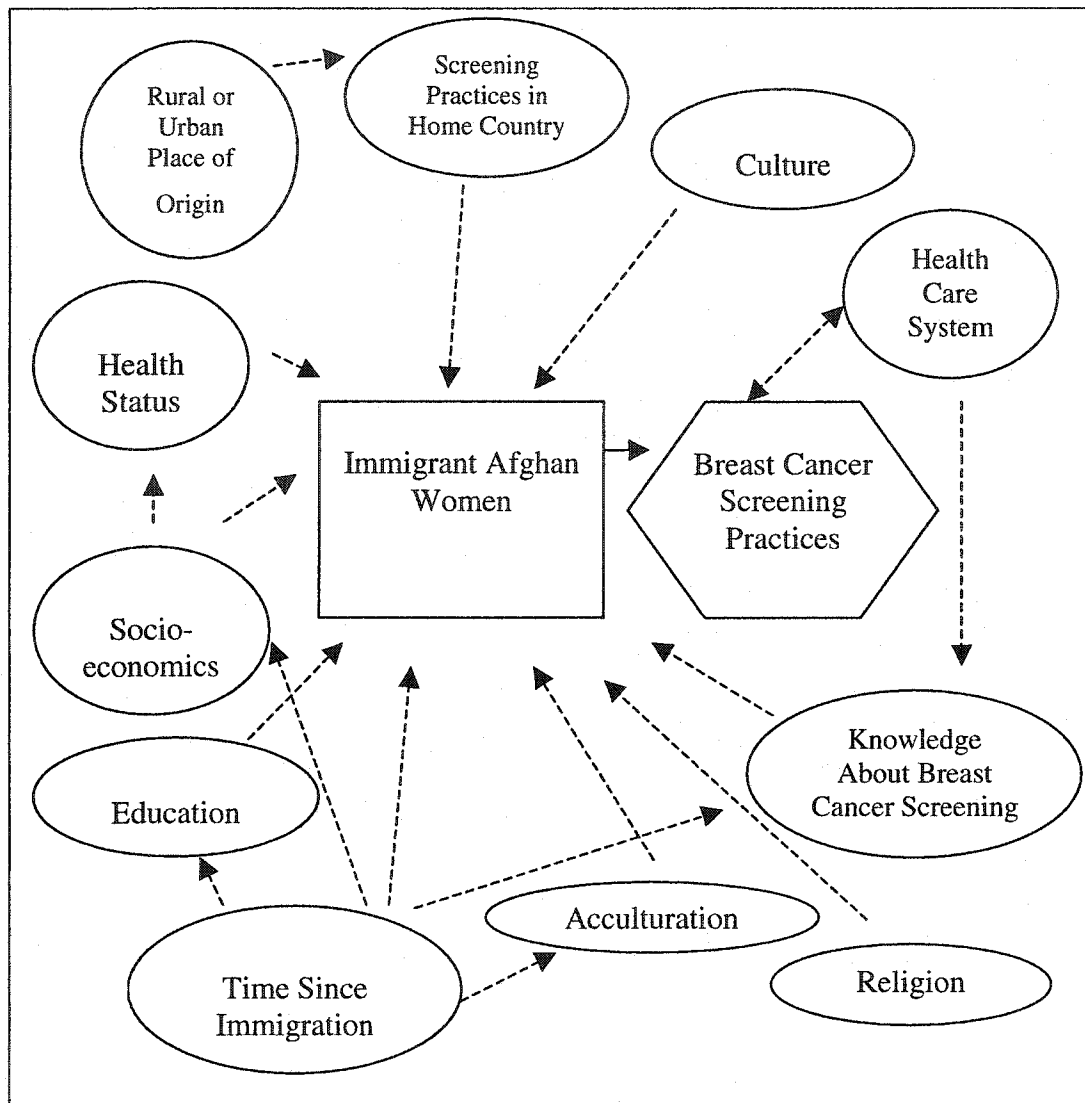 Rural or
Urban
Place of
Origin
Screening
Practices in
Home Country
Culture
Health
Care
System
Health
Status
Immigrant Afghan
Women
Breast Cancer
Screening
Practices
Socio-
economics
Knowledge
About Breast
Cancer Screening
Education
Acculturation
Religion
Time Since
Immigration